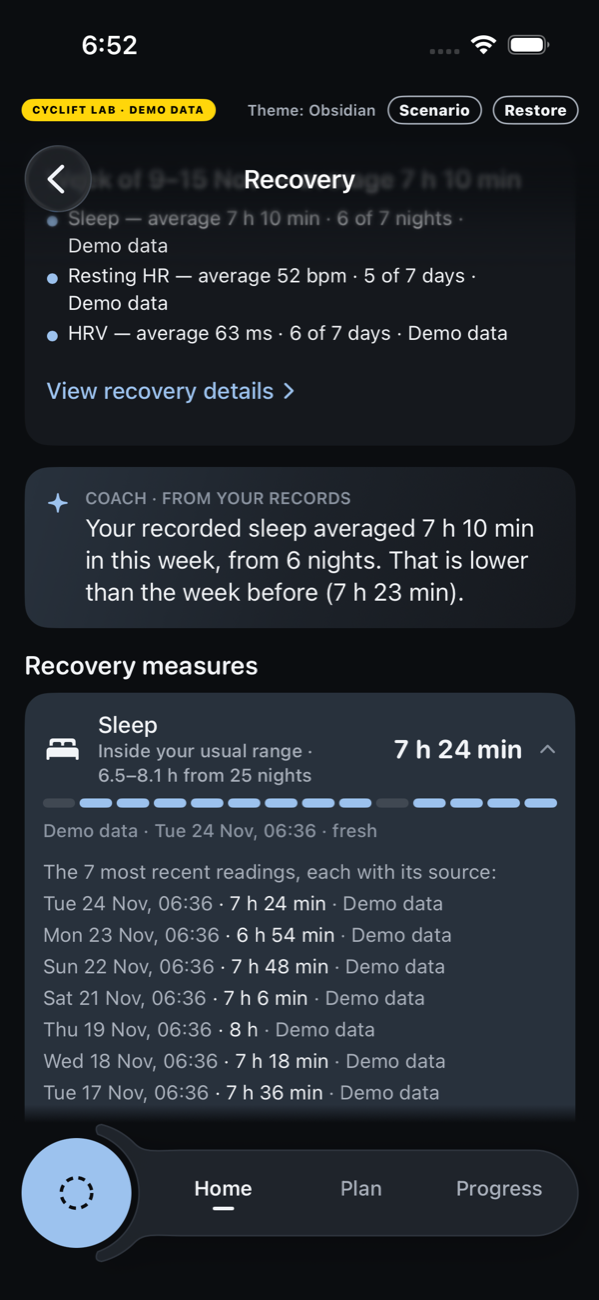 6:52
CYCLIFT LAB · DEMO DATA
Theme: Obsidian
Scenario
Restore
Recovery
of 9–15 No
age 7 h 10 min
Sleep — average 7 h 10 min · 6 of 7 nights ·
Demo data
Resting HR — average 52 bpm · 5 of 7 days ·
Demo data
HRV — average 63 ms · 6 of 7 days · Demo data
View recovery details
COACH · FROM YOUR RECORDS
Your recorded sleep averaged 7 h 10 min
in this week, from 6 nights. That is lower
than the week before (7 h 23 min).
Recovery measures
Sleep
Inside your usual range ·
6.5–8.1 h from 25 nights
7 h 24 min
Demo data · Tue 24 Nov, 06:36 · fresh
The 7 most recent readings, each with its source:
Tue 24 Nov, 06:36 · 7 h 24 min · Demo data
Mon 23 Nov, 06:36 · 6 h 54 min · Demo data
Sun 22 Nov, 06:36 · 7 h 48 min · Demo data
Sat 21 Nov, 06:36 · 7 h 6 min · Demo data
Thu 19 Nov, 06:36 · 8 h · Demo data
Wed 18 Nov, 06:36 · 7 h 18 min · Demo data
Tue 17 Nov, 06:36 · 7 h 36 min · Demo data
Home
Plan
Progress